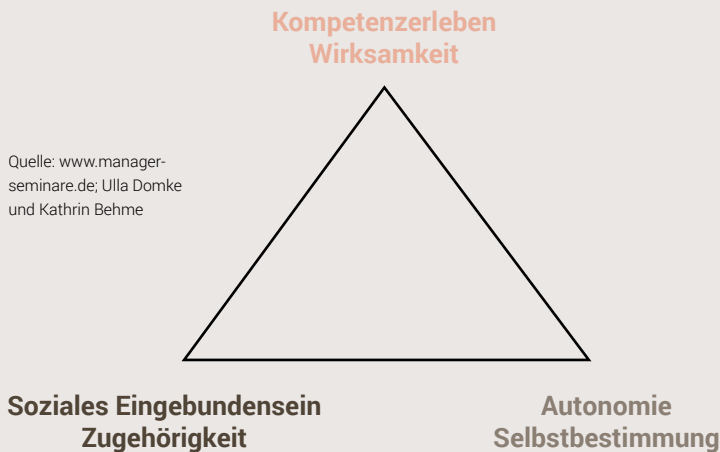 Kompetenzerleben
Wirksamkeit
Quelle: www.manager-
seminare.de; Ulla Domke
und Kathrin Behme
Soziales Eingebundensein
Zugehörigkeit
Autonomie
Selbstbestimmung